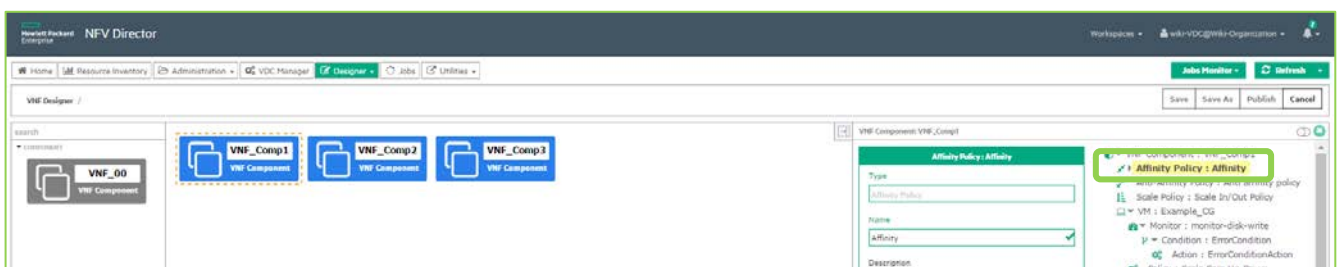 Hewlett Packard
Enterprise
NFV Director
Workspaces
wiki-VDC@Wiki-Organization
Home
Resource Inventory
Administration
VDC Manager
Designer
Jobs
Utilities
Jobs Monitor
Refresh
VNF Designer /
Save
Save As
Publish
Cancel
search
COMPONENT
VNF_00
VNF Component
VNF_Comp1
VNF Component
VNF_Comp2
VNF Component
VNF_Comp3
VNF Component
VNF Component: VNF_Comp1
Affinity Policy : Affinity
Type
Affinity Policy
Name
Affinity
Description
VNF Component : VNF_Comp1
Affinity Policy : Affinity
Anti-Affinity Policy : Anti affinity policy
Scale Policy : Scale In/Out Policy
VM : Example_CG
Monitor : monitor-disk-write
Condition : ErrorCondition
Action : ErrorConditionAction